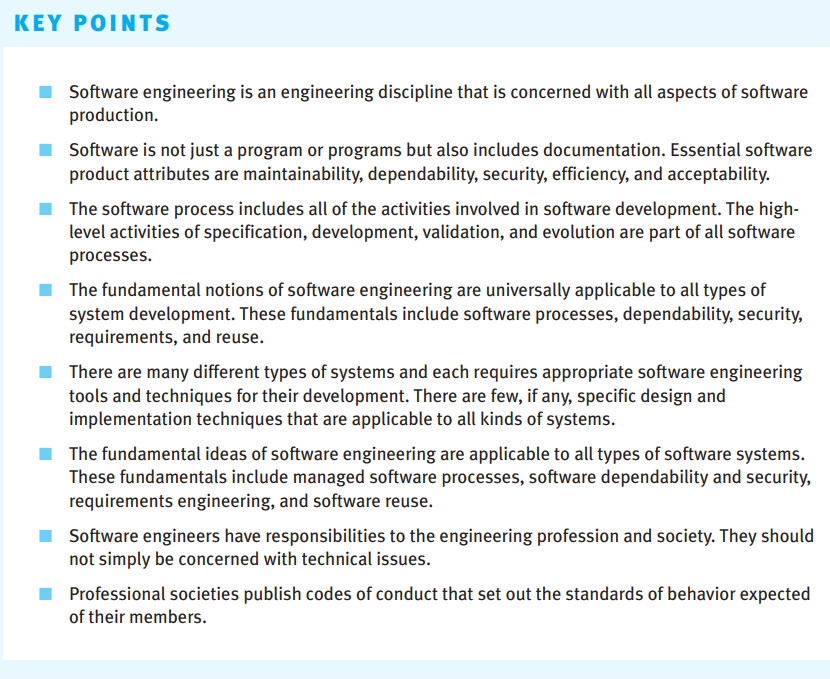 KEY POINTS
Software engineering is an engineering discipline that is concerned with all aspects of software
production.
Software is not just a program or programs but also includes documentation. Essential software
product attributes are maintainability, dependability, security, efficiency, and acceptability.
The software process includes all of the activities involved in software development. The high-
level activities of specification, development, validation, and evolution are part of all software
processes.
The fundamental notions of software engineering are universally applicable to all types of
system development. These fundamentals include software processes, dependability, security,
requirements, and reuse.
There are many different types of systems and each requires appropriate software engineering
tools and techniques for their development. There are few, if any, specific design and
implementation techniques that are applicable to all kinds of systems.
The fundamental ideas of software engineering are applicable to all types of software systems.
These fundamentals include managed software processes, software dependability and security,
requirements engineering, and software reuse.
Software engineers have responsibilities to the engineering profession and society. They should
not simply be concerned with technical issues.
Professional societies publish codes of conduct that set out the standards of behavior expected
of their members.